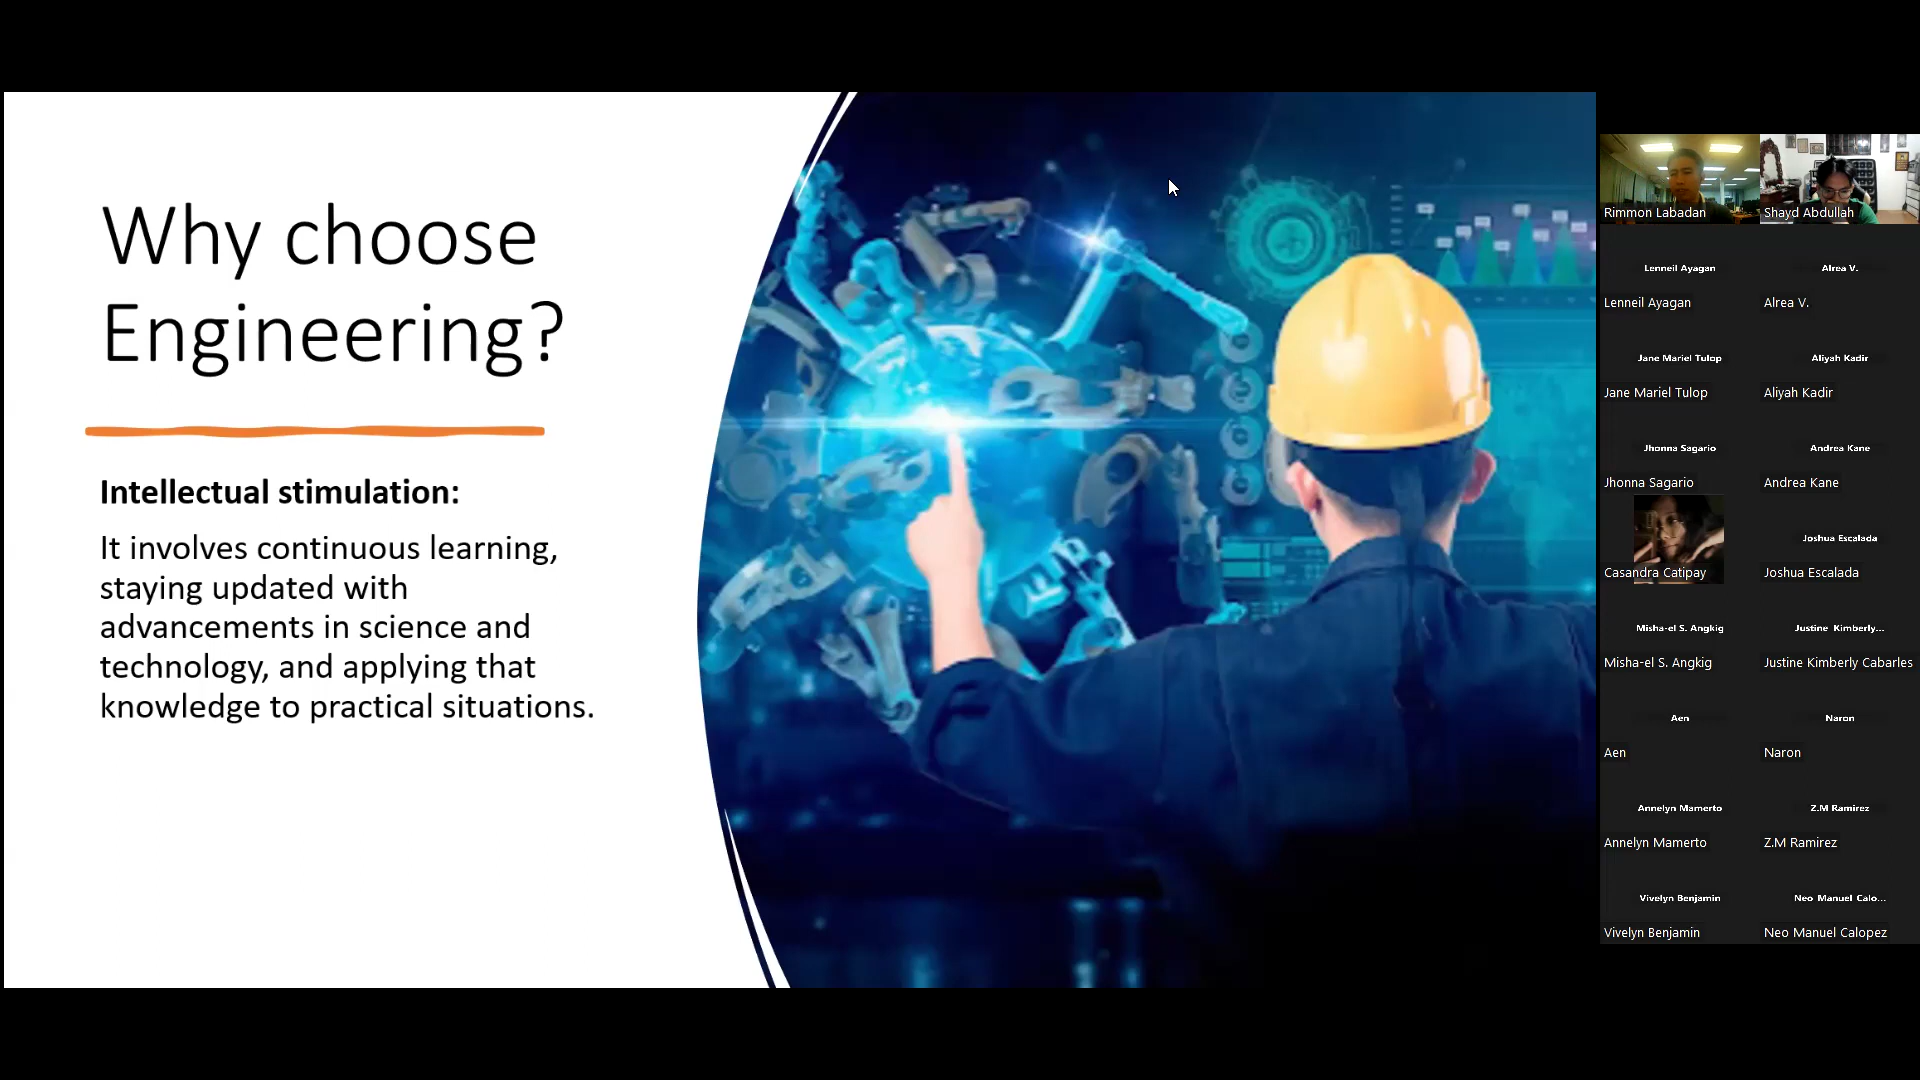 Why choose
Engineering?
Intellectual stimulation:
It involves continuous learning,
staying updated with
advancements in science and
technology, and applying that
knowledge to practical situations.
Rimmon Labadan
Shayd Abdullah
Lenneil Ayagan
Alrea V.
Lenneil Ayagan
Alrea V.
Jane Mariel Tulop
Aliyah Kadir
Jane Mariel Tulop
Aliyah Kadir
Jhonna Sagario
Andrea Kane
Jhonna Sagario
Andrea Kane
Joshua Escalada
Casandra Catipay
Joshua Escalada
Misha-el S. Angkig
Justine Kimberly...
Misha-el S. Angkig
Justine Kimberly Cabarles
Aen
Naron
Aen
Naron
Annelyn Mamerto
Z.M Ramirez
Annelyn Mamerto
Z.M Ramirez
Vivelyn Benjamin
Neo Manuel Calo...
Vivelyn Benjamin
Neo Manuel Calopez